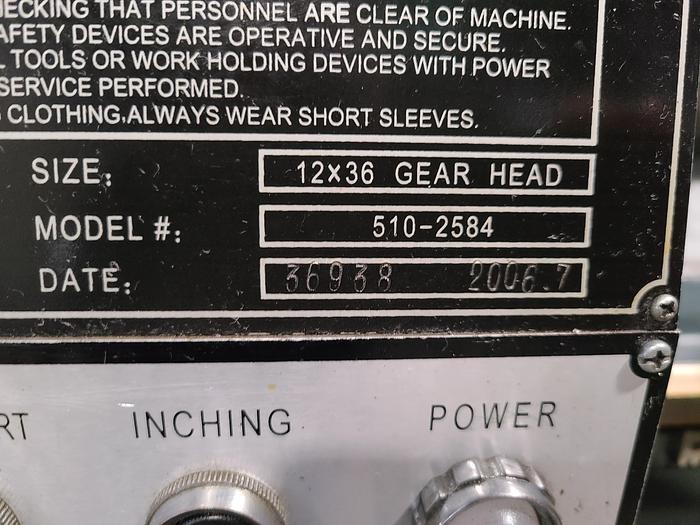 HECKING THAT PERSONNEL ARE CLEAR OF MACHINE.
AFETY DEVICES ARE OPERATIVE AND SECURE.
L TOOLS OR WORK HOLDING DEVICES WITH POWER
SERVICE PERFORMED.
CLOTHING.ALWAYS WEAR SHORT SLEEVES.
SIZE: 12×36 GEAR HEAD
MODEL #: 510-2584
DATE: 36938 2006.7
RT INCHING POWER